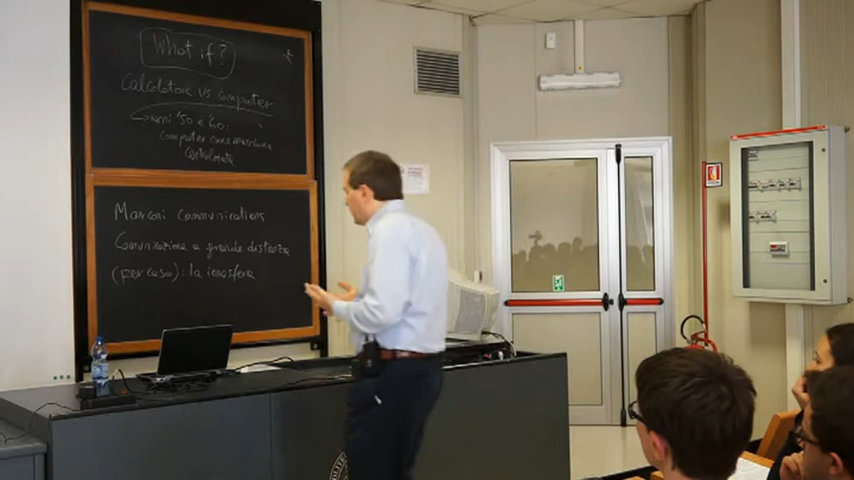 What if?
Calcolatore vs computer
anni '50 e '60:
computer come macchina
centralizzata
Marconi Communications
Comunicazione a grande distanza
(per caso): la ionosfera